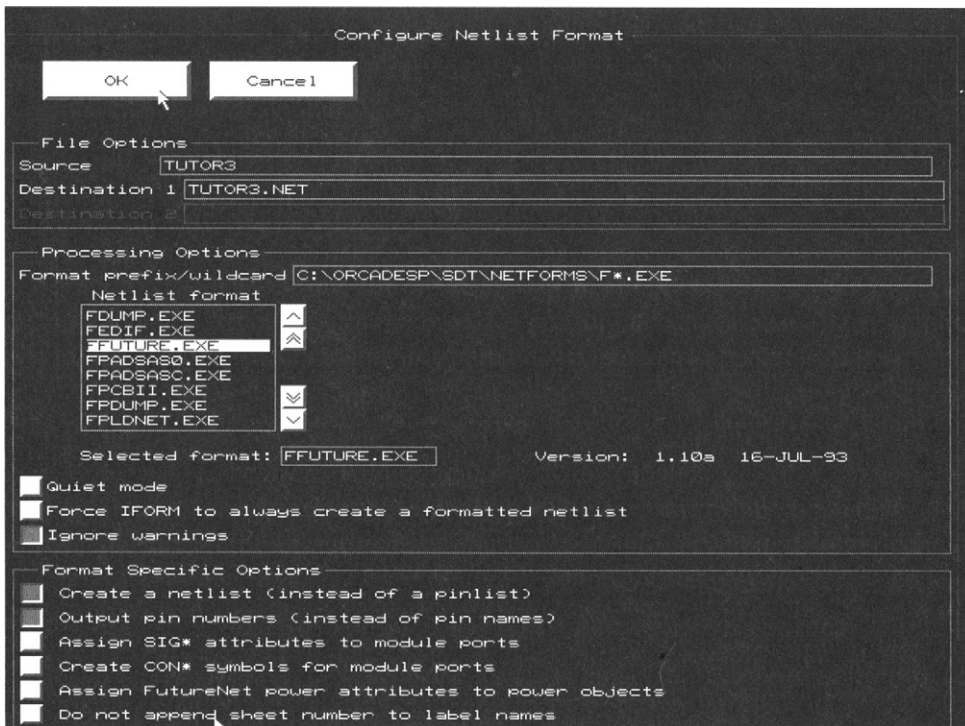 Configure Netlist Format
OK Cancel
File Options
Source TUTOR3
Destination 1 TUTOR3.NET
Destination 2
Processing Options
Format prefix/wildcard C:\ORCADESP\SDT\NETFORMS\F*.EXE
Netlist format
FDUMP.EXE
FEDIF.EXE
FFUTURE.EXE
FPADSAS0.EXE
FPADSASC.EXE
FPCBII.EXE
FPDUMP.EXE
FPLDNET.EXE
Selected format: FFUTURE.EXE Version: 1.10a 16-JUL-93
Quiet mode
Force IFORM to always create a formatted netlist
Ignore warnings
Format Specific Options
Create a netlist (instead of a pinlist)
Output pin numbers (instead of pin names)
Assign SIG* attributes to module ports
Create CON* symbols for module ports
Assign FutureNet power attributes to power objects
Do not append sheet number to label names